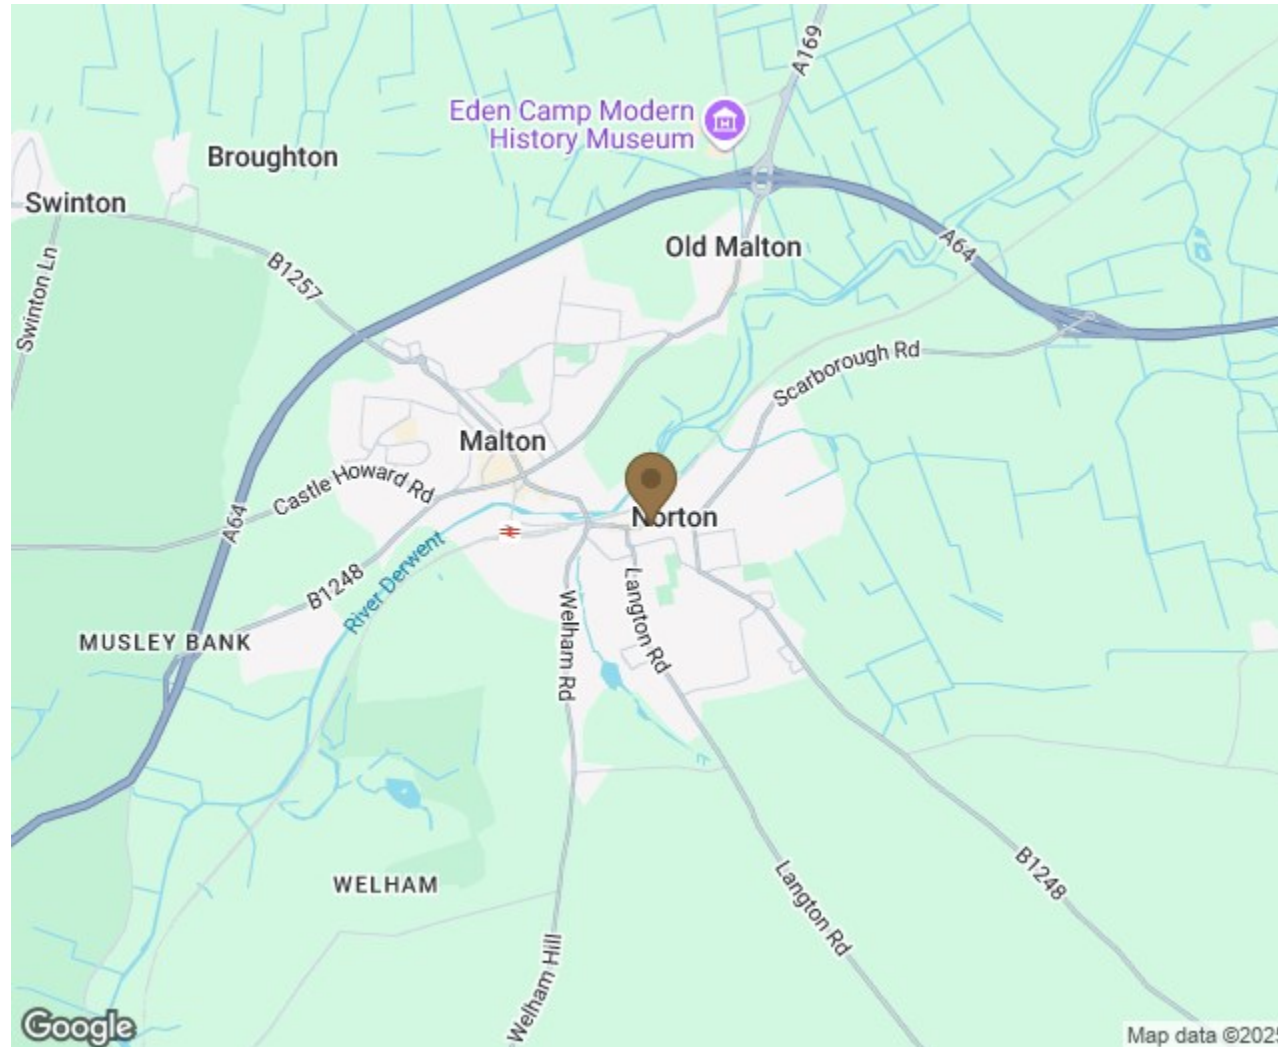 A169
Eden Camp Modern
History Museum
Broughton
Swinton
Old Malton
A64
B1257
Swinton Ln
Scarborough Rd
Malton
Castle Howard Rd
A64
Norton
River Derwent
B1248
Langton Rd
Welham Rd
MUSLEY BANK
WELHAM
B1248
Langton Rd
Welham Hill
Google
Map data ©2025